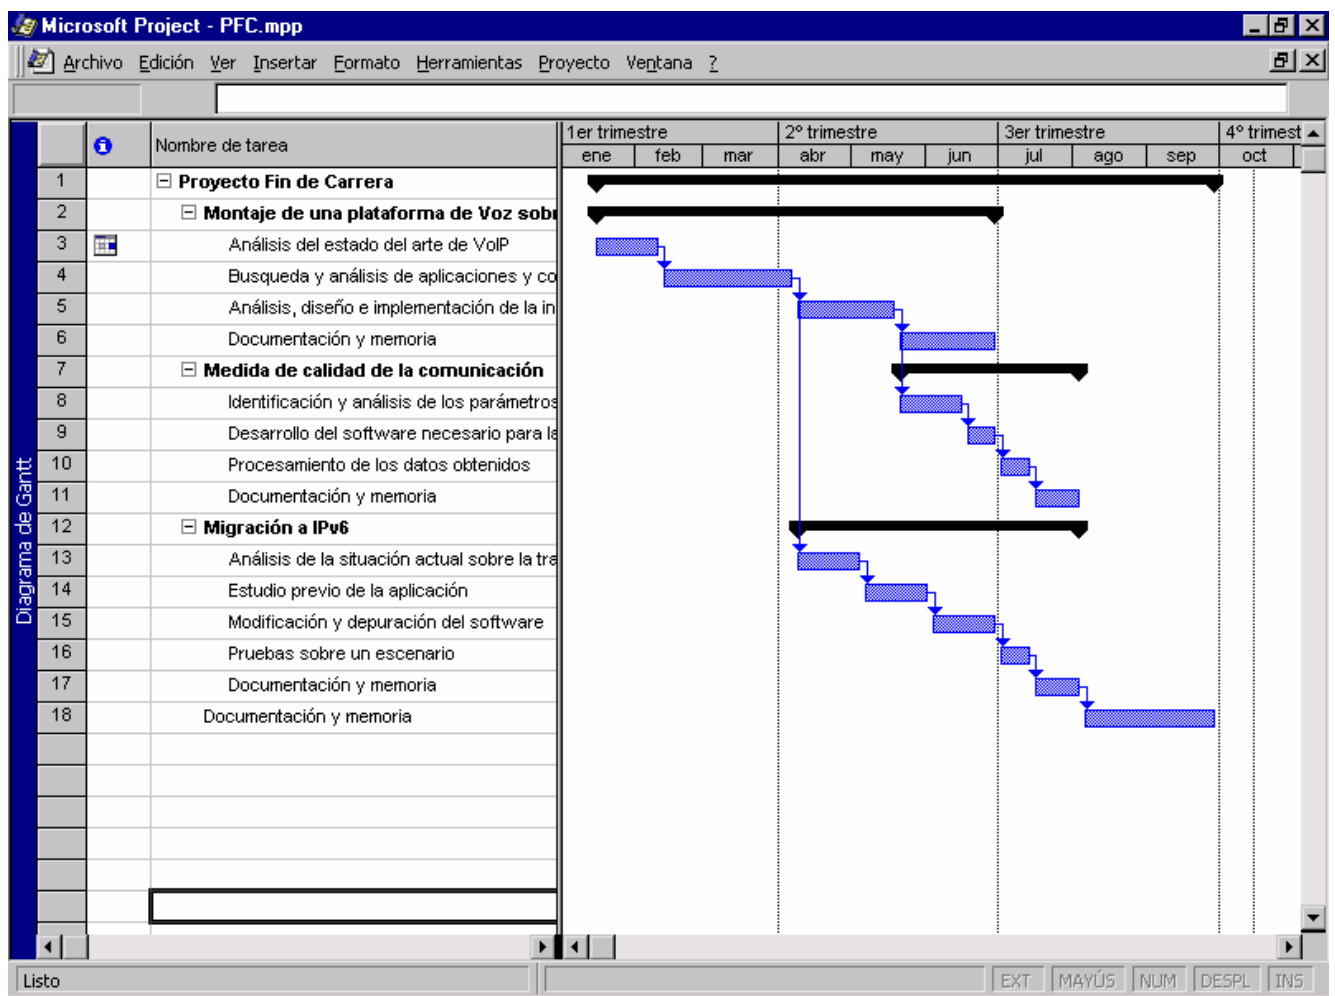 Microsoft Project - PFC.mpp
Archivo Edición Ver Insertar Formato Herramientas Proyecto Ventana ?
Nombre de tarea
1er trimestre 2º trimestre 3er trimestre 4º trimest
ene feb mar abr may jun jul ago sep oct
1 Proyecto Fin de Carrera
2 Montaje de una plataforma de Voz sob
3 Análisis del estado del arte de VoIP
4 Busqueda y análisis de aplicaciones y co
5 Análisis, diseño e implementación de la in
6 Documentación y memoria
7 Medida de calidad de la comunicación
8 Identificación y análisis de los parámetros
9 Desarrollo del software necesario para la
10 Procesamiento de los datos obtenidos
11 Documentación y memoria
12 Migración a IPv6
13 Análisis de la situación actual sobre la tra
14 Estudio previo de la aplicación
15 Modificación y depuración del software
16 Pruebas sobre un escenario
17 Documentación y memoria
18 Documentación y memoria
Diagrama de Gantt
Listo
EXT MAYÚS NUM DESPL INS